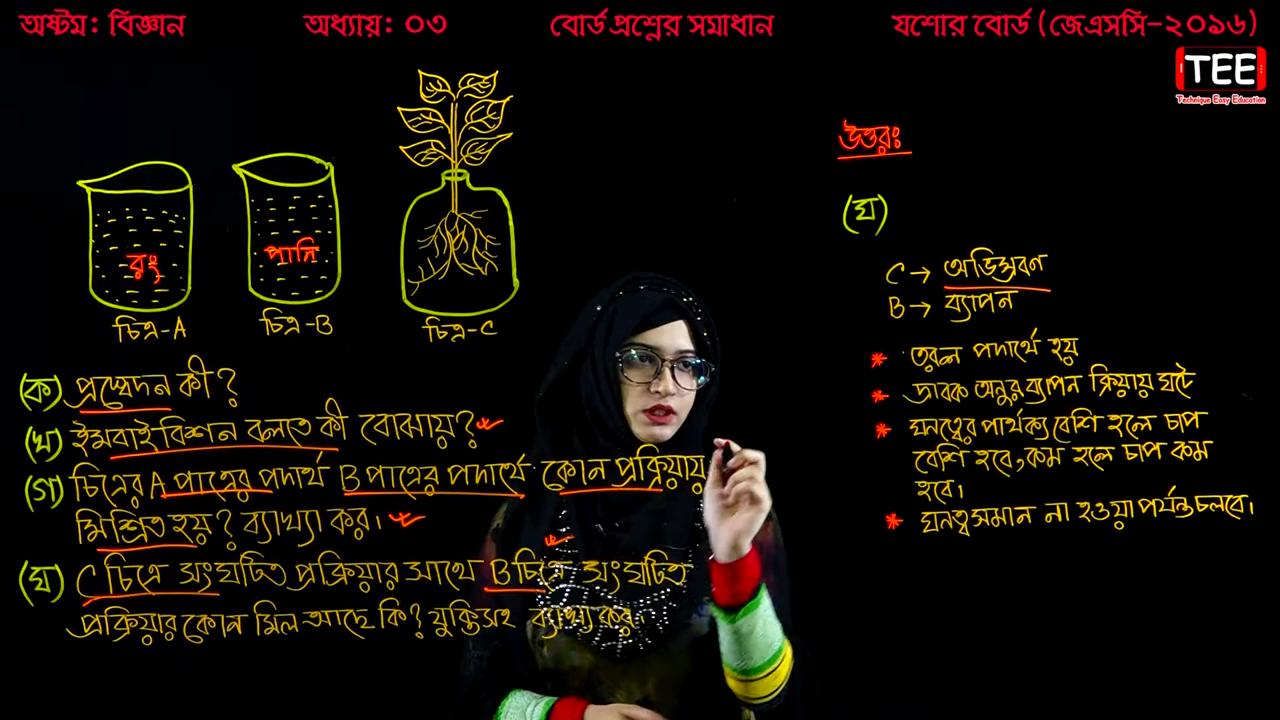 অষ্টম: বিজ্ঞান
অধ্যায়: ০৩
বোর্ড প্রশ্নের সমাধান
যশোর বোর্ড (জেএসসি-২০১৬)
TEE
Technique Easy Education
রং
পানি
চিত্র-A
চিত্র-B
চিত্র-C
(ক) প্রস্বেদন কী?
(খ) ইমবাইবিশন বলতে কী বোঝায়?
(গ) চিত্রের A পাত্রের পদার্থ B পাত্রের পদার্থে কোন প্রক্রিয়ায়
মিশ্রিত হয়? ব্যাখ্যা কর।
(ঘ) C চিত্রে সংঘটিত প্রক্রিয়ার সাথে B চিত্রে সংঘটিত
প্রক্রিয়ার কোন মিল আছে কি? যুক্তিসহ ব্যাখ্যা কর।
উত্তরঃ
(ঘ)
C → অভিস্রবণ
B → ব্যাপন
* তরল পদার্থে হয়
* দ্রাবক অনুর ব্যাপন ক্রিয়ায় ঘটে
* ঘনত্বের পার্থক্য বেশি হলে চাপ
বেশি হবে, কম হলে চাপ কম
হবে।
* ঘনত্ব সমান না হওয়া পর্যন্ত চলবে।